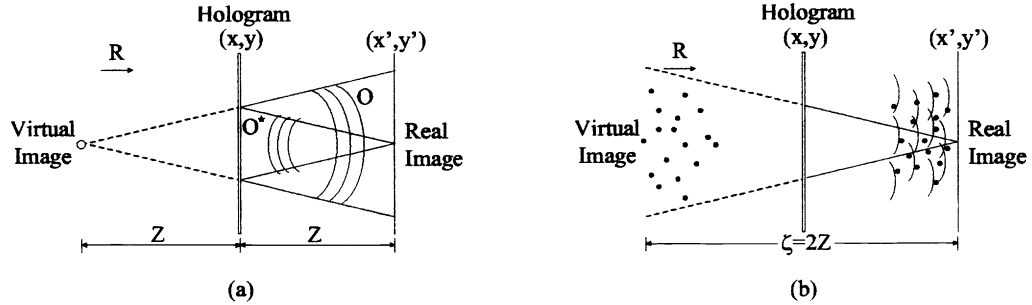 Hologram
(x,y)
(x',y')
R
O
O*
Virtual
Image
Real
Image
Z
Z
(a)
Hologram
(x,y)
(x',y')
R
Virtual
Image
Real
Image
ζ=2Z
(b)